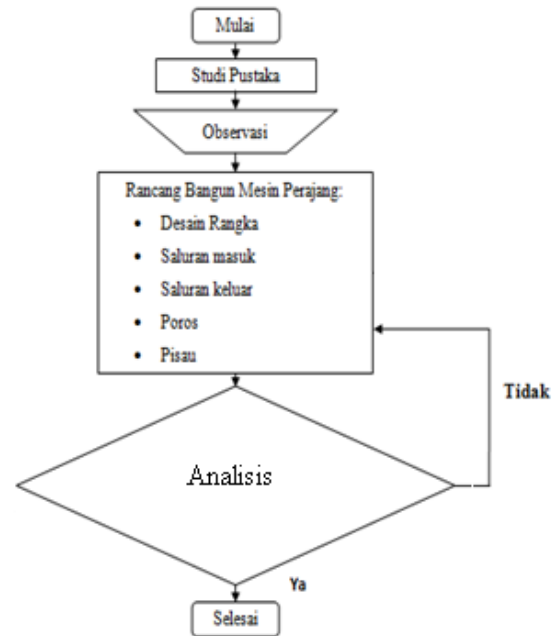 Mulai
Studi Pustaka
Observasi
Rancang Bangun Mesin Perajang:
• Desain Rangka
• Saluran masuk
• Saluran keluar
• Poros
• Pisau
Tidak
Analisis
Ya
Selesai